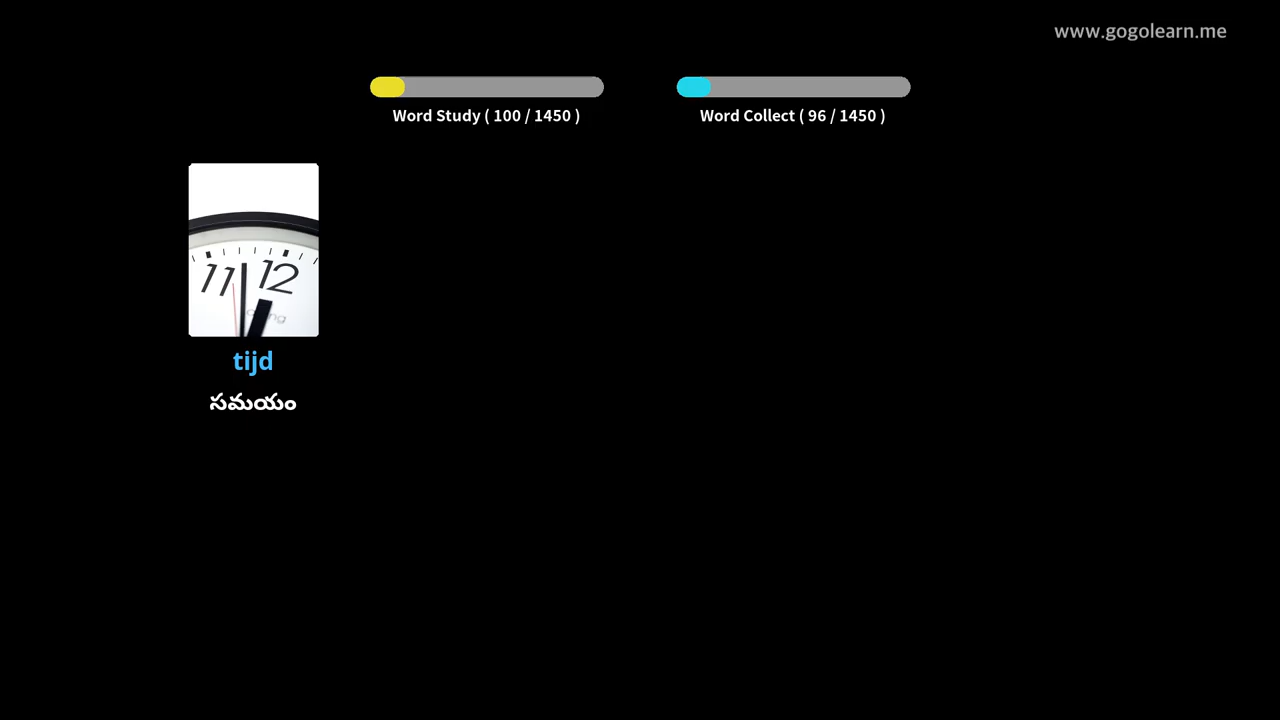 www.gogolearn.me
Word Study ( 100 / 1450 )
Word Collect ( 96 / 1450 )
11 12
tijd
సమయం